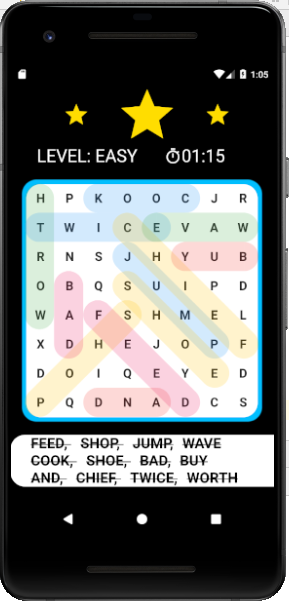 1:05
LEVEL: EASY 01:15
H P K O O C J R
T W I C E V A W
R N S J H Y U B
O B Q S U I P D
W A F S H M E L
X D H E J O P F
D O I Q E Y E D
P Q D N A D C S
FEED, SHOP, JUMP, WAVE
COOK, SHOE, BAD, BUY
AND, CHIEF, TWICE, WORTH